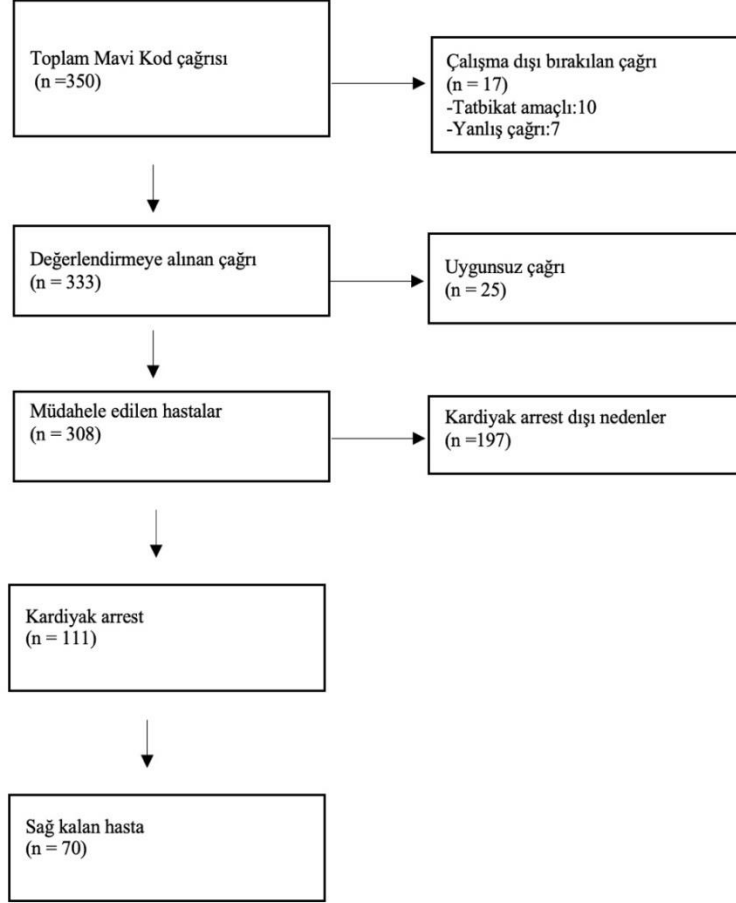 Toplam Mavi Kod çağrısı
(n =350)
Çalışma dışı bırakılan çağrı
(n = 17)
-Tatbikat amaçlı:10
-Yanlış çağrı:7
Değerlendirmeye alınan çağrı
(n = 333)
Uygunsuz çağrı
(n = 25)
Müdahele edilen hastalar
(n = 308)
Kardiyak arrest dışı nedenler
(n =197)
Kardiyak arrest
(n = 111)
Sağ kalan hasta
(n = 70)